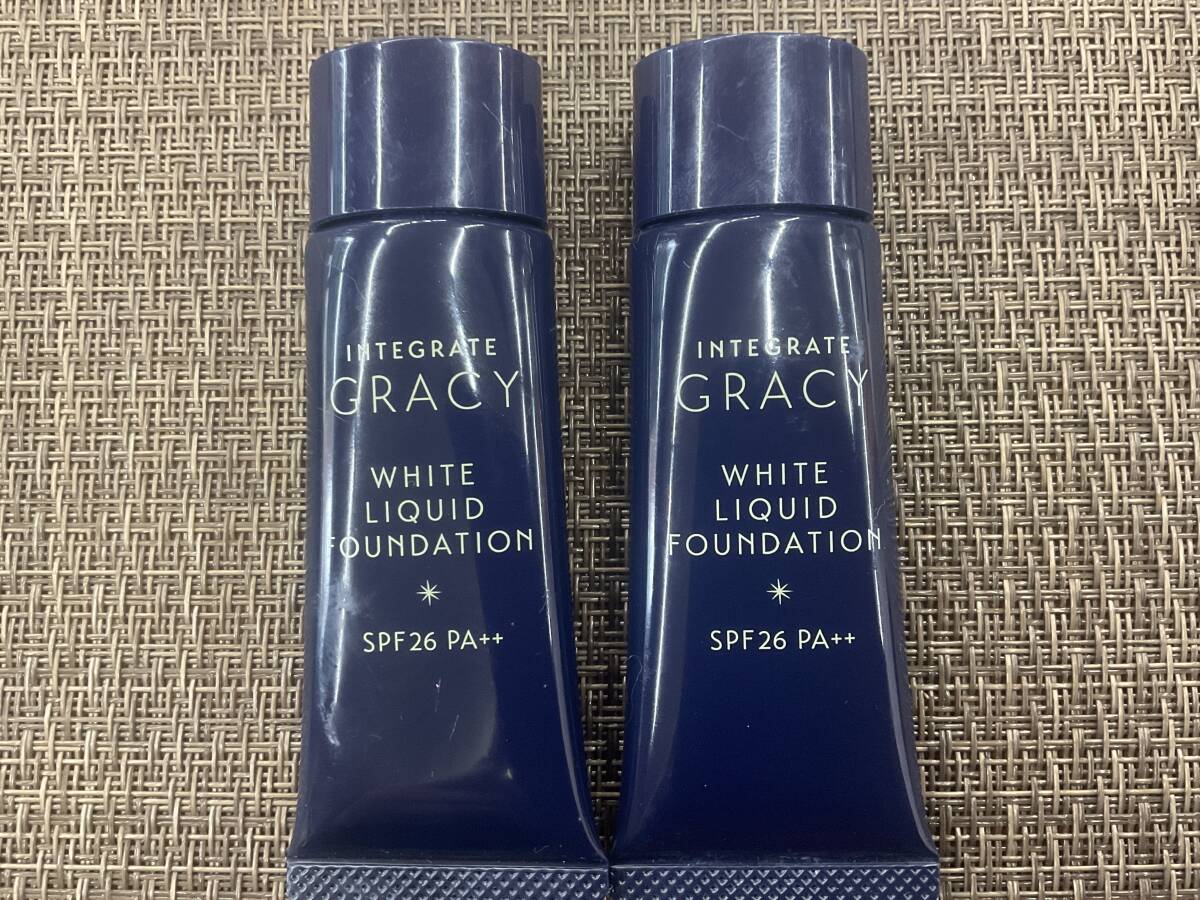 INTEGRATE
GRACY
WHITE
LIQUID
FOUNDATION
SPF26 PA++
INTEGRATE
GRACY
WHITE
LIQUID
FOUNDATION
SPF26 PA++